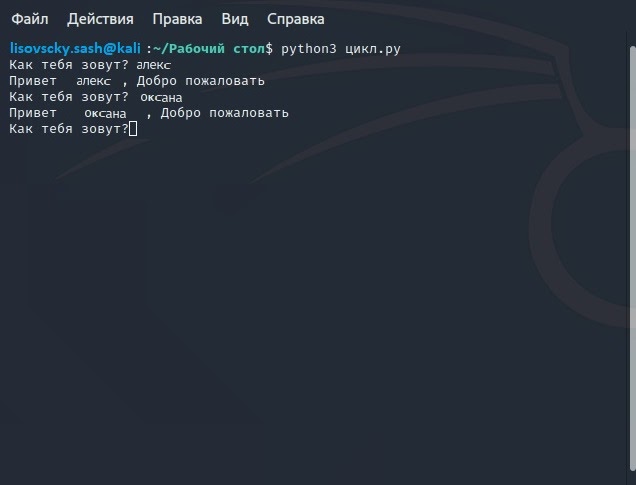 Файл Действия Правка Вид Справка
lisovscky.sash@kali :~/Рабочий стол$ python3 цикл.py
Как тебя зовут? алекс
Привет алекс , Добро пожаловать
Как тебя зовут? оксана
Привет оксана , Добро пожаловать
Как тебя зовут?